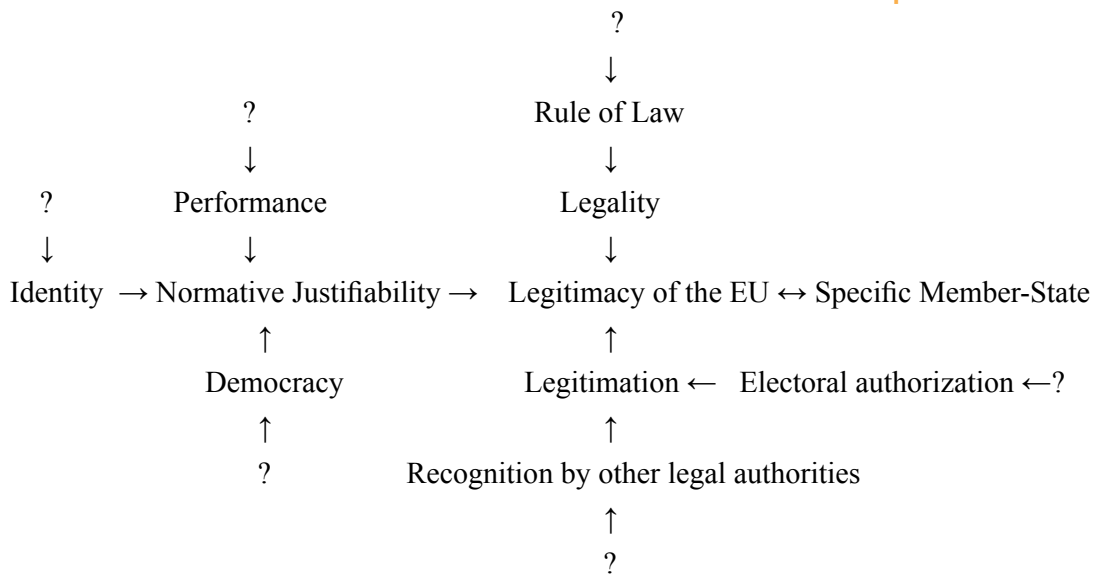 ?
↓
? Rule of Law
↓ ↓
? Performance Legality
↓ ↓ ↓
Identity → Normative Justifiability → Legitimacy of the EU ↔ Specific Member-State
↑ ↑
Democracy Legitimation ← Electoral authorization ←?
↑ ↑
? Recognition by other legal authorities
↑
?